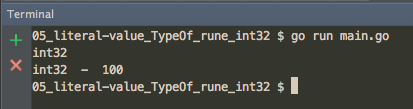 Terminal
05_literal-value_TypeOf_rune_int32 $ go run main.go
int32
int32  -  100
05_literal-value_TypeOf_rune_int32 $